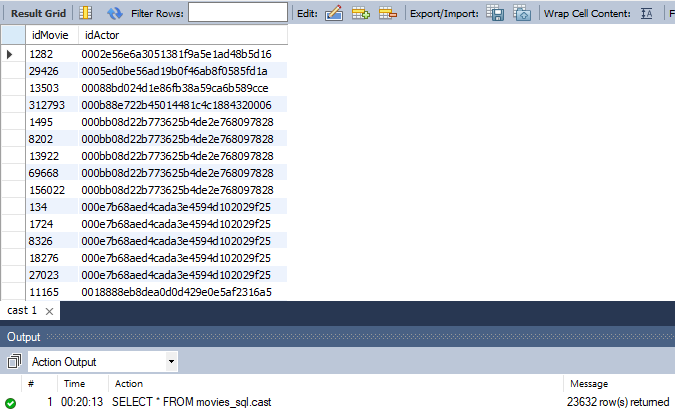 Result Grid Filter Rows: Edit: Export/Import: Wrap Cell Content: IA F
idMovie idActor
1282 0002e56e6a3051381f9a5e1ad48b5d16
29426 0005ed0be56ad19b0f46ab8f0585fd1a
13503 00088bd024d1e86fb38a59ca6b589cce
312793 000b88e722b45014481c4c1884320006
1495 000bb08d22b773625b4de2e768097828
8202 000bb08d22b773625b4de2e768097828
13922 000bb08d22b773625b4de2e768097828
69668 000bb08d22b773625b4de2e768097828
156022 000bb08d22b773625b4de2e768097828
134 000e7b68aed4cada3e4594d102029f25
1724 000e7b68aed4cada3e4594d102029f25
8326 000e7b68aed4cada3e4594d102029f25
18276 000e7b68aed4cada3e4594d102029f25
27023 000e7b68aed4cada3e4594d102029f25
11165 0018888eb8dea0d0d429e0e5af2316a5
cast 1
Output
Action Output
# Time Action Message
1 00:20:13 SELECT * FROM movies_sql.cast 23632 row(s) returned